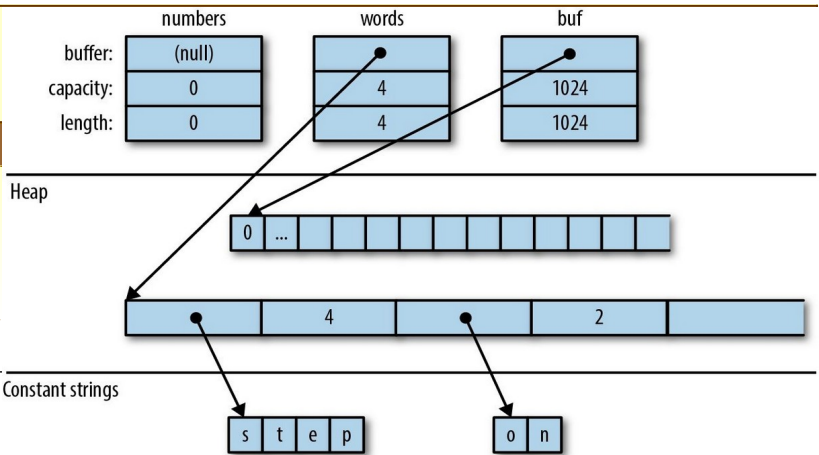 numbers words buf
buffer: (null)
capacity: 0 4 1024
length: 0 4 1024
Heap
0 ...
4 2
Constant strings
s t e p o n